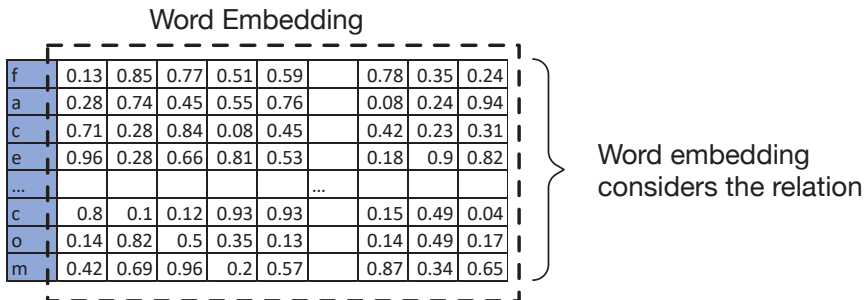 Word Embedding
f 0.13 0.85 0.77 0.51 0.59 0.78 0.35 0.24
a 0.28 0.74 0.45 0.55 0.76 0.08 0.24 0.94
c 0.71 0.28 0.84 0.08 0.45 0.42 0.23 0.31
e 0.96 0.28 0.66 0.81 0.53 0.18 0.9 0.82
... ...
c 0.8 0.1 0.12 0.93 0.93 0.15 0.49 0.04
o 0.14 0.82 0.5 0.35 0.13 0.14 0.49 0.17
m 0.42 0.69 0.96 0.2 0.57 0.87 0.34 0.65
Word embedding
considers the relation